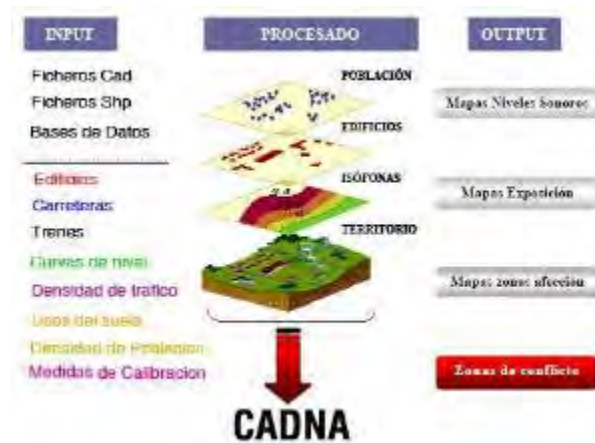 INPUT
Ficheros Cad
Ficheros Shp
Bases de Datos
Edificios
Carreteras
Trenes
Curvas de nivel
Densidad de tráfico
Usos del suelo
Densidad de Poblacion
Medidas de Calibracion
PROCESADO
POBLACIÓN
EDIFICIOS
ISÓFONAS
TERRITORIO
CADNA
OUTPUT
Mapas Niveles Sonoros
Mapas Exposición
Mapas zonas afección
Zonas de conflicto